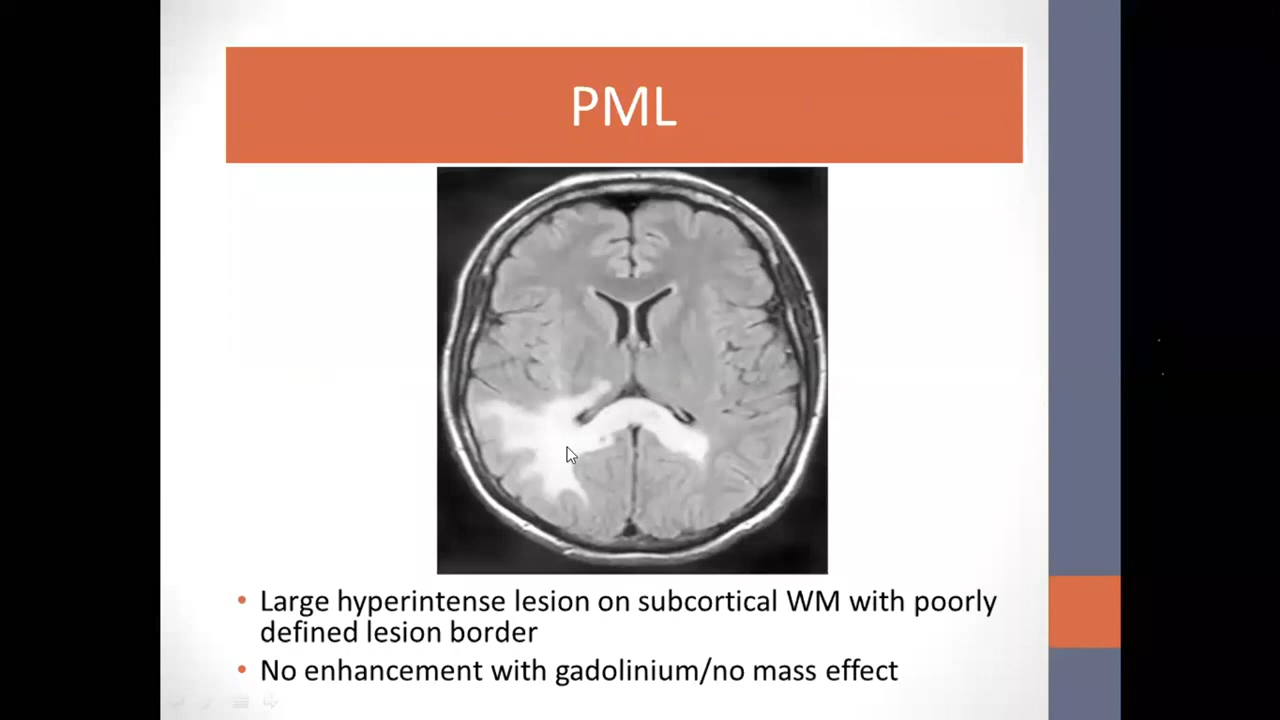 PML
• Large hyperintense lesion on subcortical WM with poorly
defined lesion border
• No enhancement with gadolinium/no mass effect